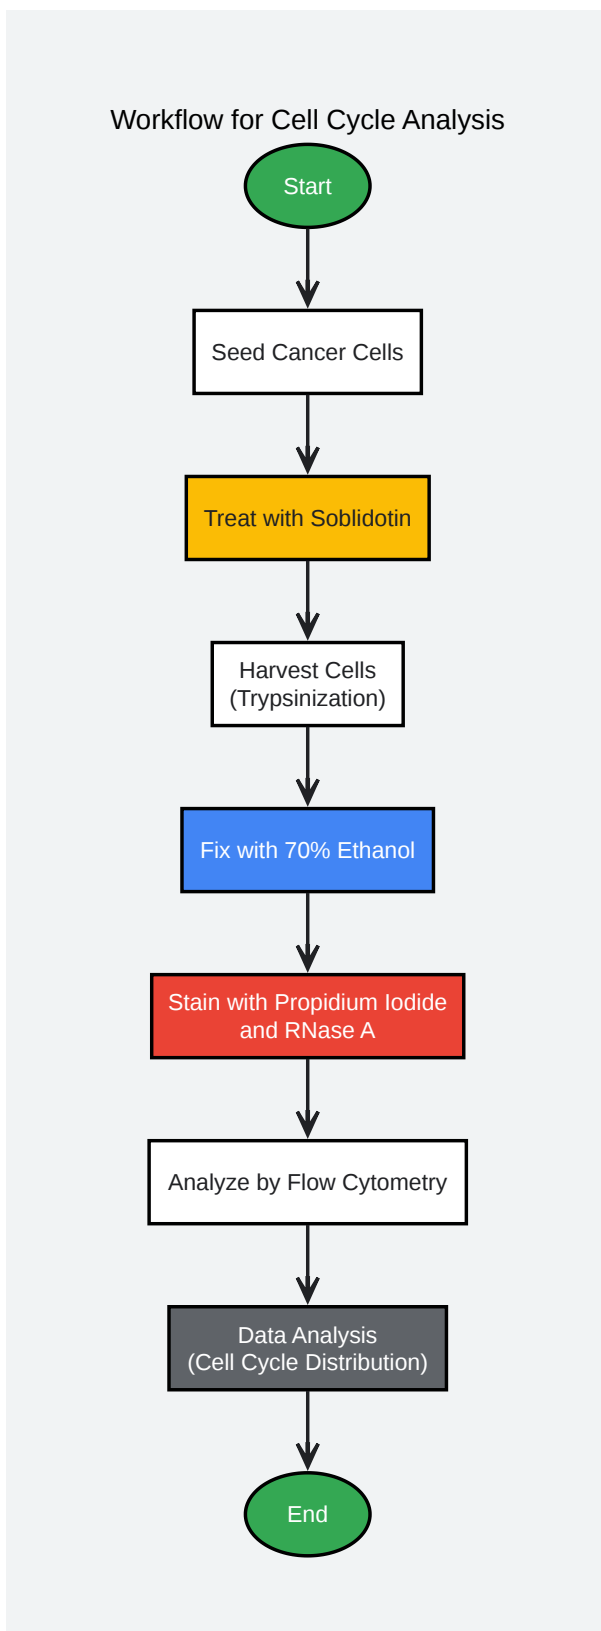 Workflow for Cell Cycle Analysis
Start
Seed Cancer Cells
Treat with Soblidotin
Harvest Cells
(Trypsinization)
Fix with 70% Ethanol
Stain with Propidium Iodide
and RNase A
Analyze by Flow Cytometry
Data Analysis
(Cell Cycle Distribution)
End